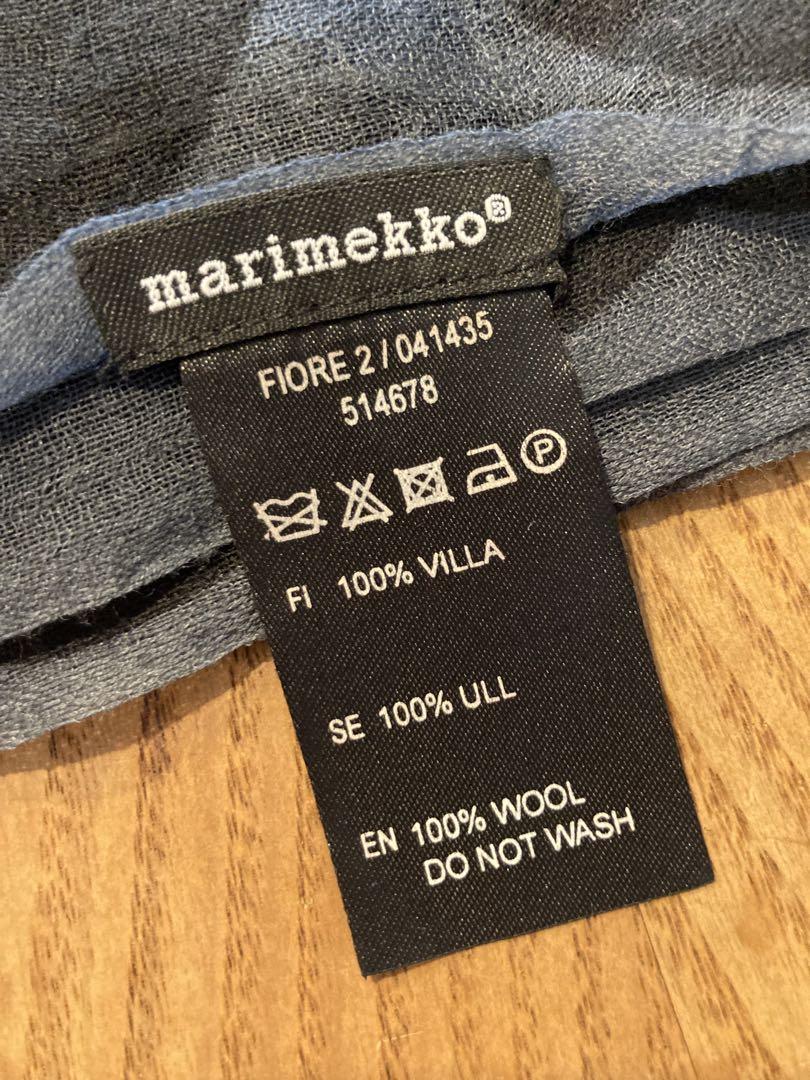 marimekko®
FIORE 2 / 041435
514678
P
FI 100% VILLA
SE 100% ULL
EN 100% WOOL
DO NOT WASH